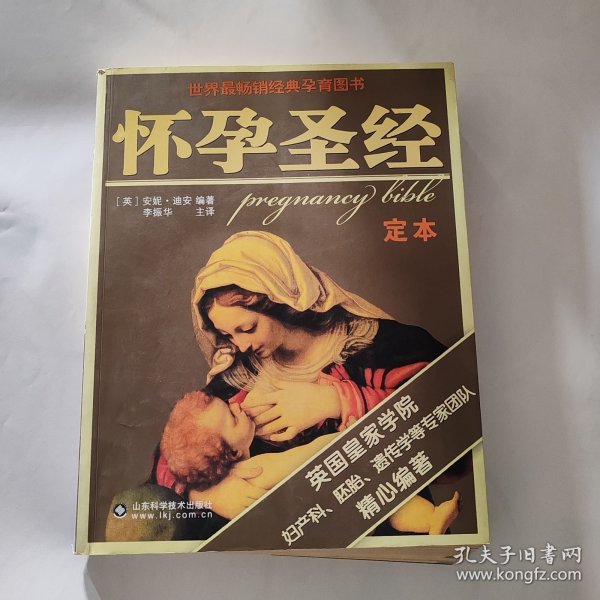 世界最畅销经典孕育图书
怀孕圣经
pregnancy bible
[英] 安妮·迪安 编著
李振华 主译
定本
英国皇家学院
妇产科、胚胎、遗传学等专家团队
精心编著
山东科学技术出版社
www.lkj.com.cn
孔夫子旧书网
www.kongfz.com